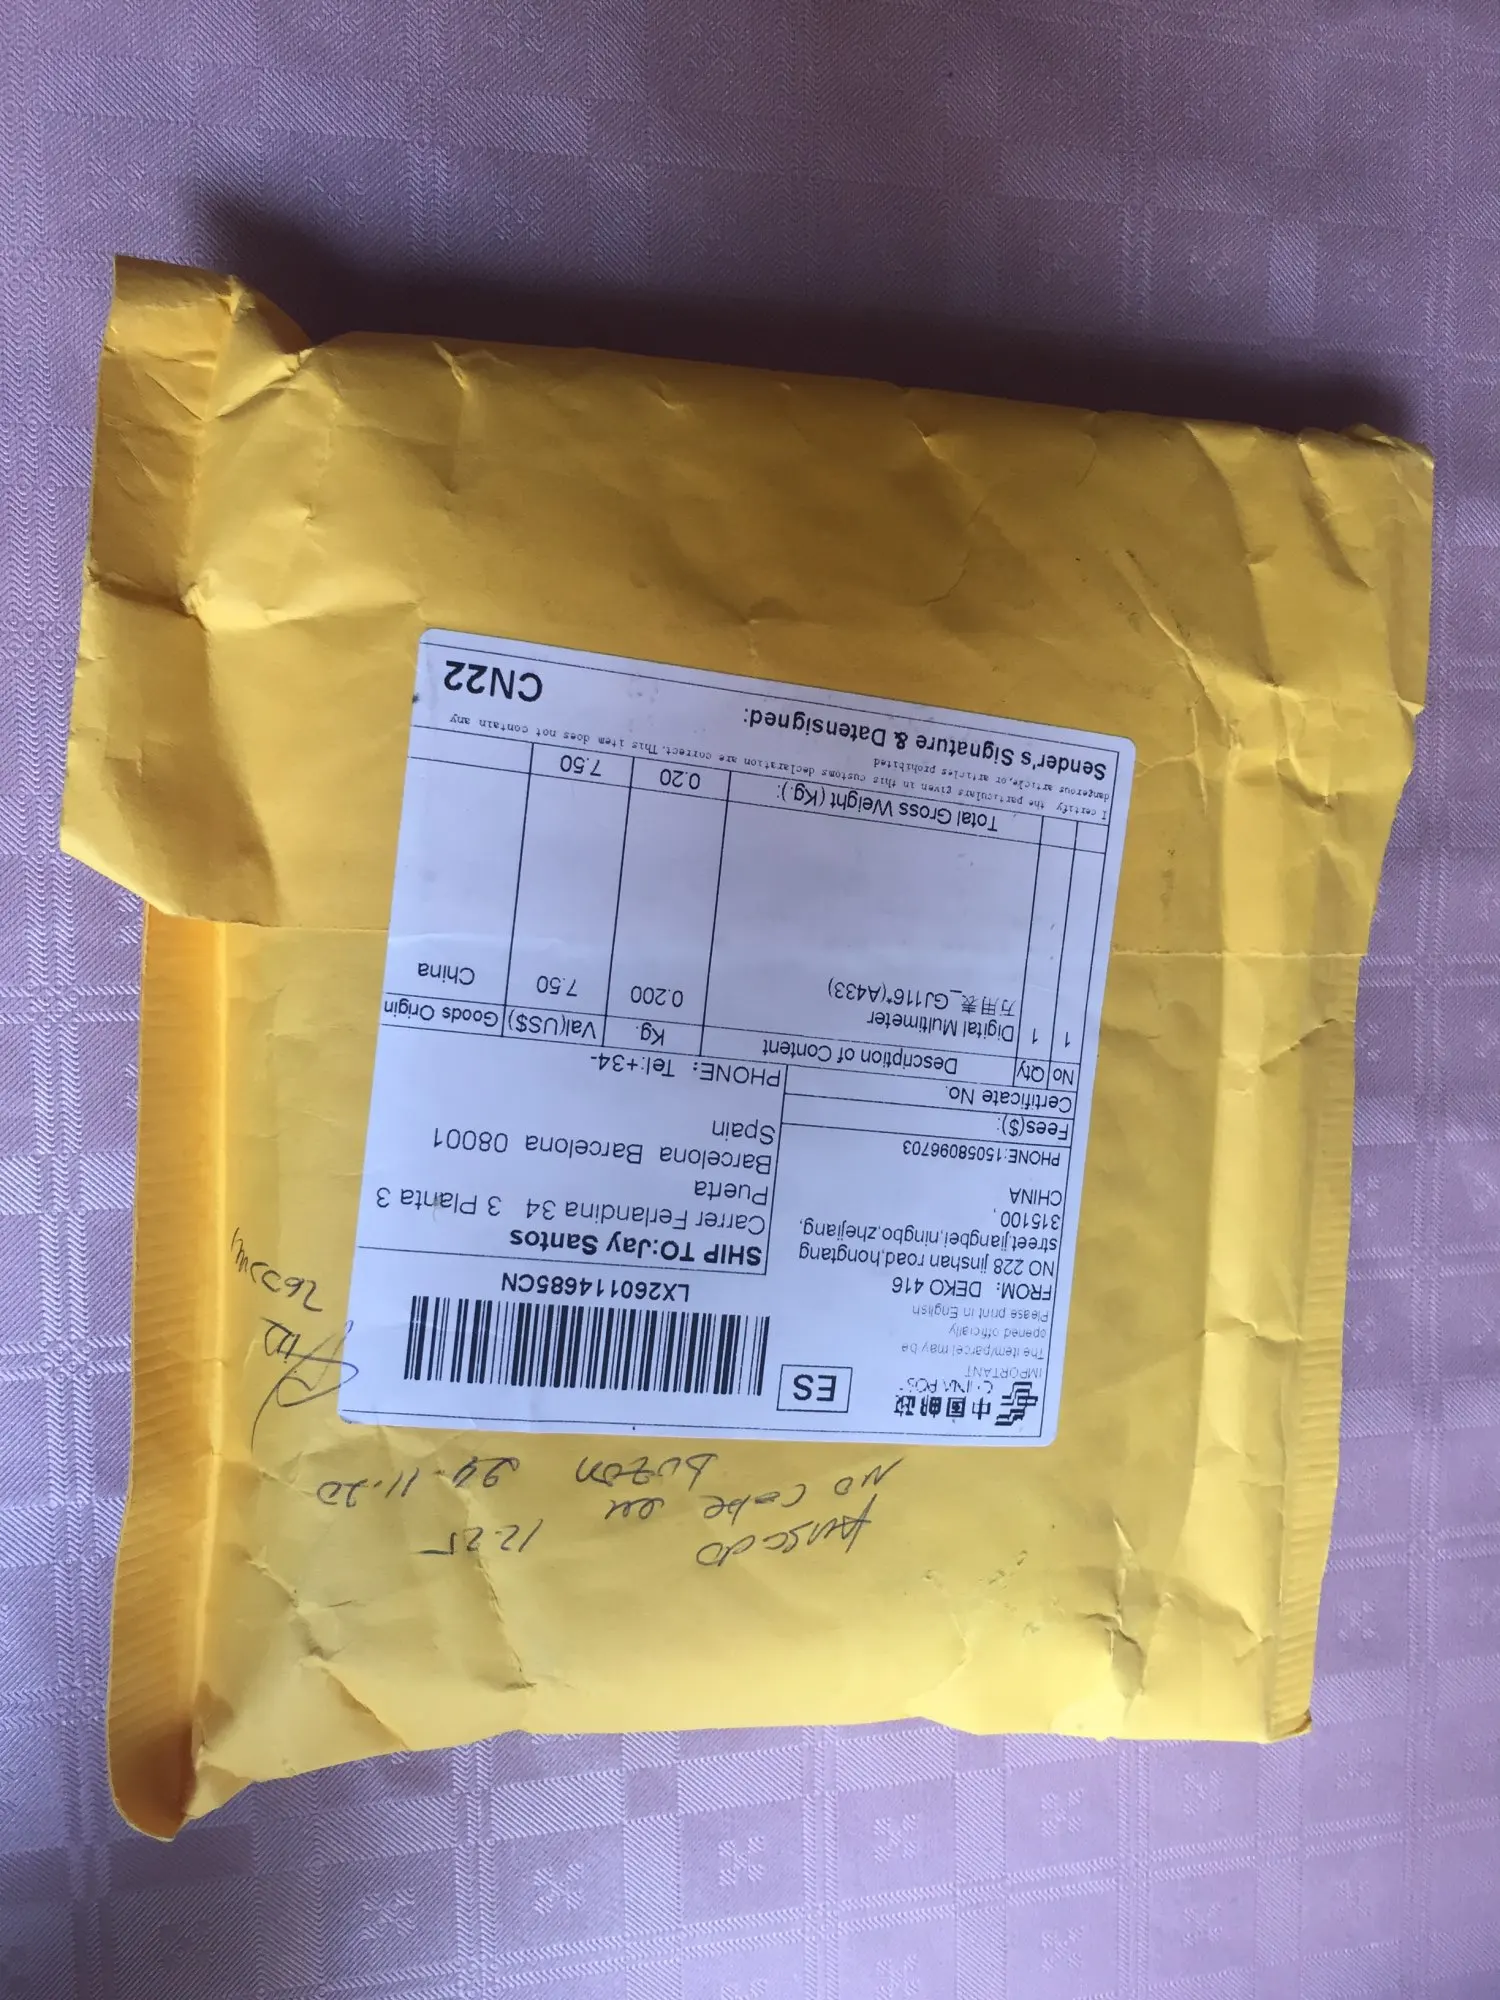 NO cabe en buzón 24-11-20
12-25
中国邮政
CHINA POST
ES
IMPORTANT
The item/parcel may be
opened officially
Please print in English
LX260114685CN
FROM: DEKO 416
NO 228 jinshan road,hongtang
street,jiangbei,ningbo,zhejiang,
315100,
CHINA
PHONE:15058096703
Fees($):
Certificate No.
SHIP TO:Jay Santos
Carrer Ferlandina 34 3 Planta 3
Puerta
Barcelona Barcelona 08001
Spain
PHONE: Tel:+34-
No Qty Description of Content Kg. Val(US$) Goods Origin
1 1 Digital Multimeter 0.200 7.50 China
万用表_GJ116*(A433)
Total Gross Weight (Kg.): 0.20 7.50
I certify the particulars given in this customs declaration are correct. This item does not contain any
dangerous article,or articles prohibited
Sender's Signature & Datensigned: CN22